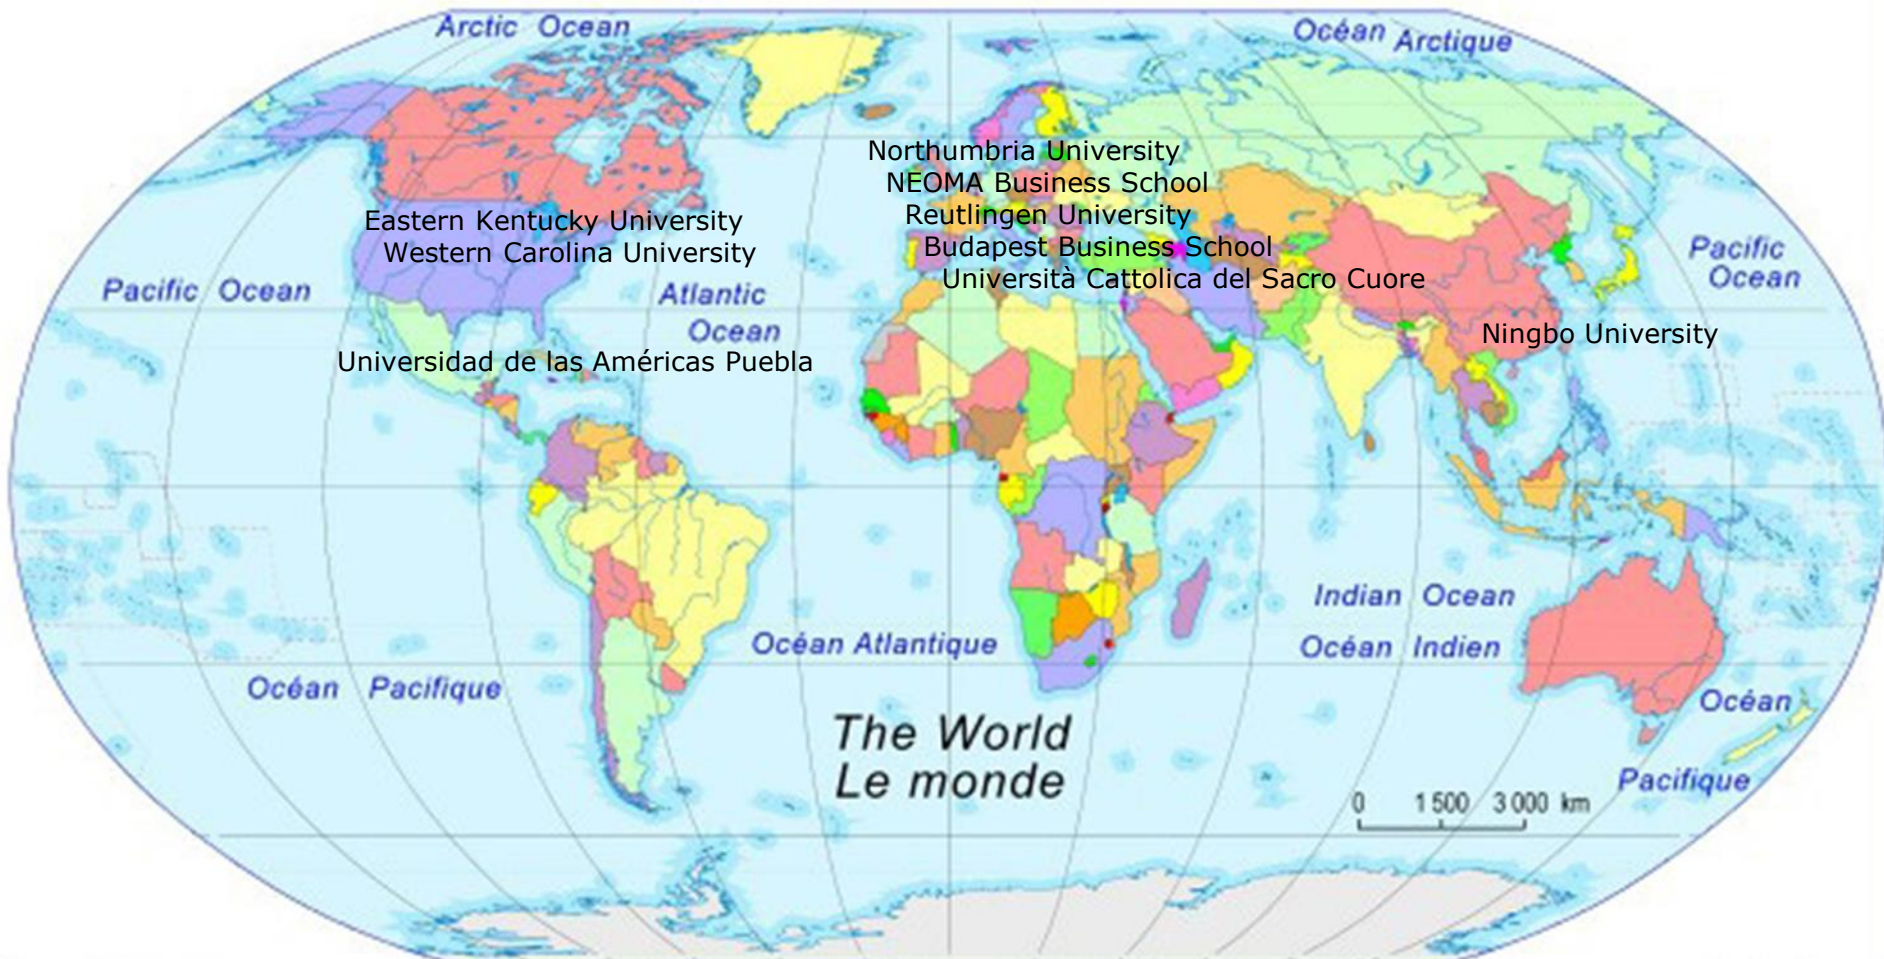 Arctic Ocean
Océan Arctique
Northumbria University
NEOMA Business School
Eastern Kentucky University
Reutlingen University
Western Carolina University
Budapest Business School
Università Cattolica del Sacro Cuore
Pacific Ocean
Atlantic
Ocean
Pacific
Ocean
Ningbo University
Universidad de las Américas Puebla
Indian Ocean
Océan Atlantique
Océan Indien
Océan Pacifique
Océan
Pacifique
The World
Le monde
0 1 500 3 000 km